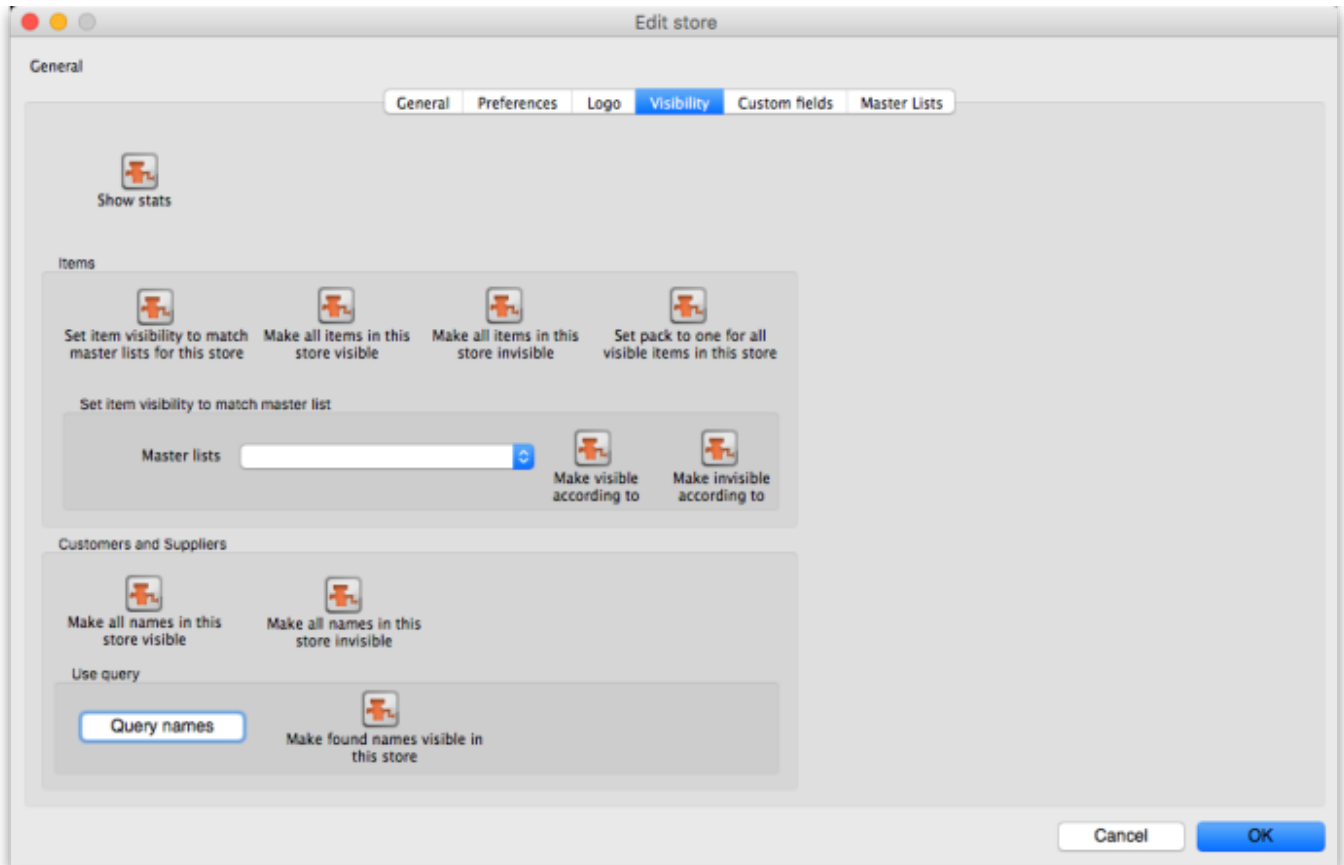 Edit store
General
General Preferences Logo Visibility Custom fields Master Lists
Show stats
Items
Set item visibility to match
master lists for this store
Make all items in this
store visible
Make all items in this
store invisible
Set pack to one for all
visible items in this store
Set item visibility to match master list
Master lists
Make visible
according to
Make invisible
according to
Customers and Suppliers
Make all names in this
store visible
Make all names in this
store invisible
Use query
Query names
Make found names visible in
this store
Cancel
OK